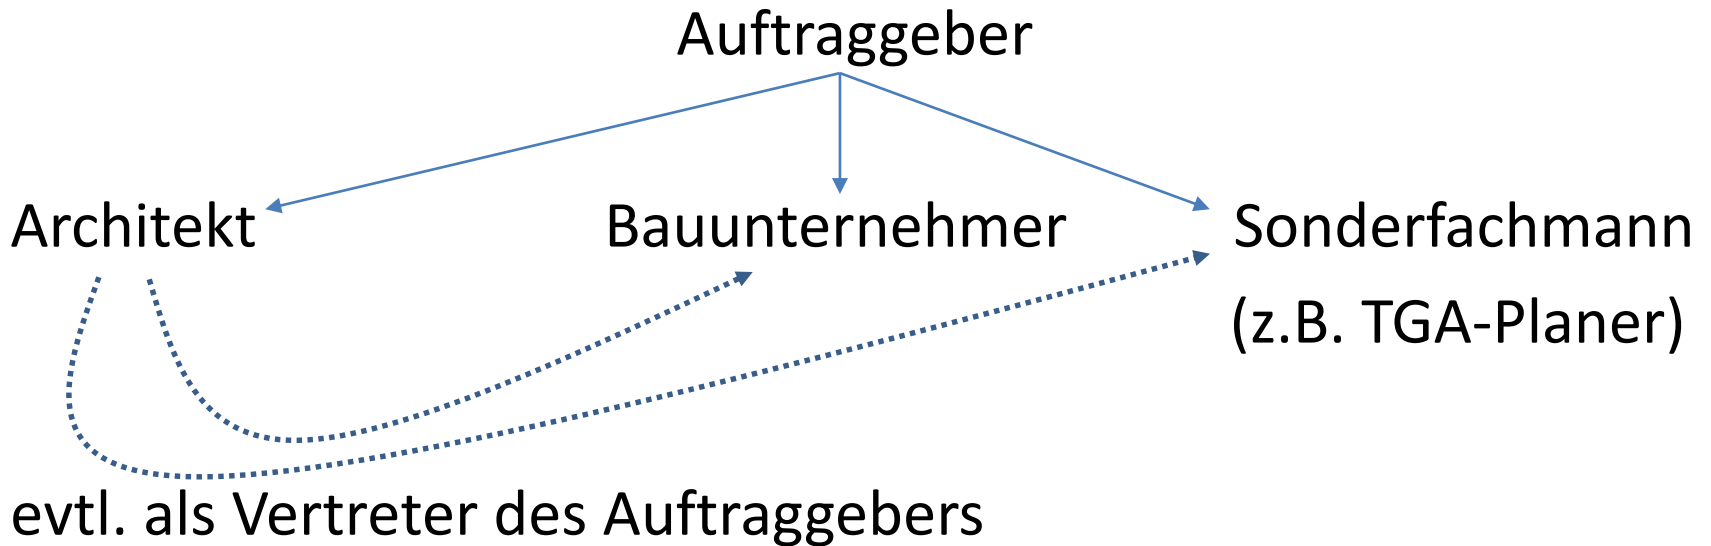 Auftraggeber
Architekt
Bauunternehmer
Sonderfachmann
(z.B. TGA-Planer)
evtl. als Vertreter des Auftraggebers